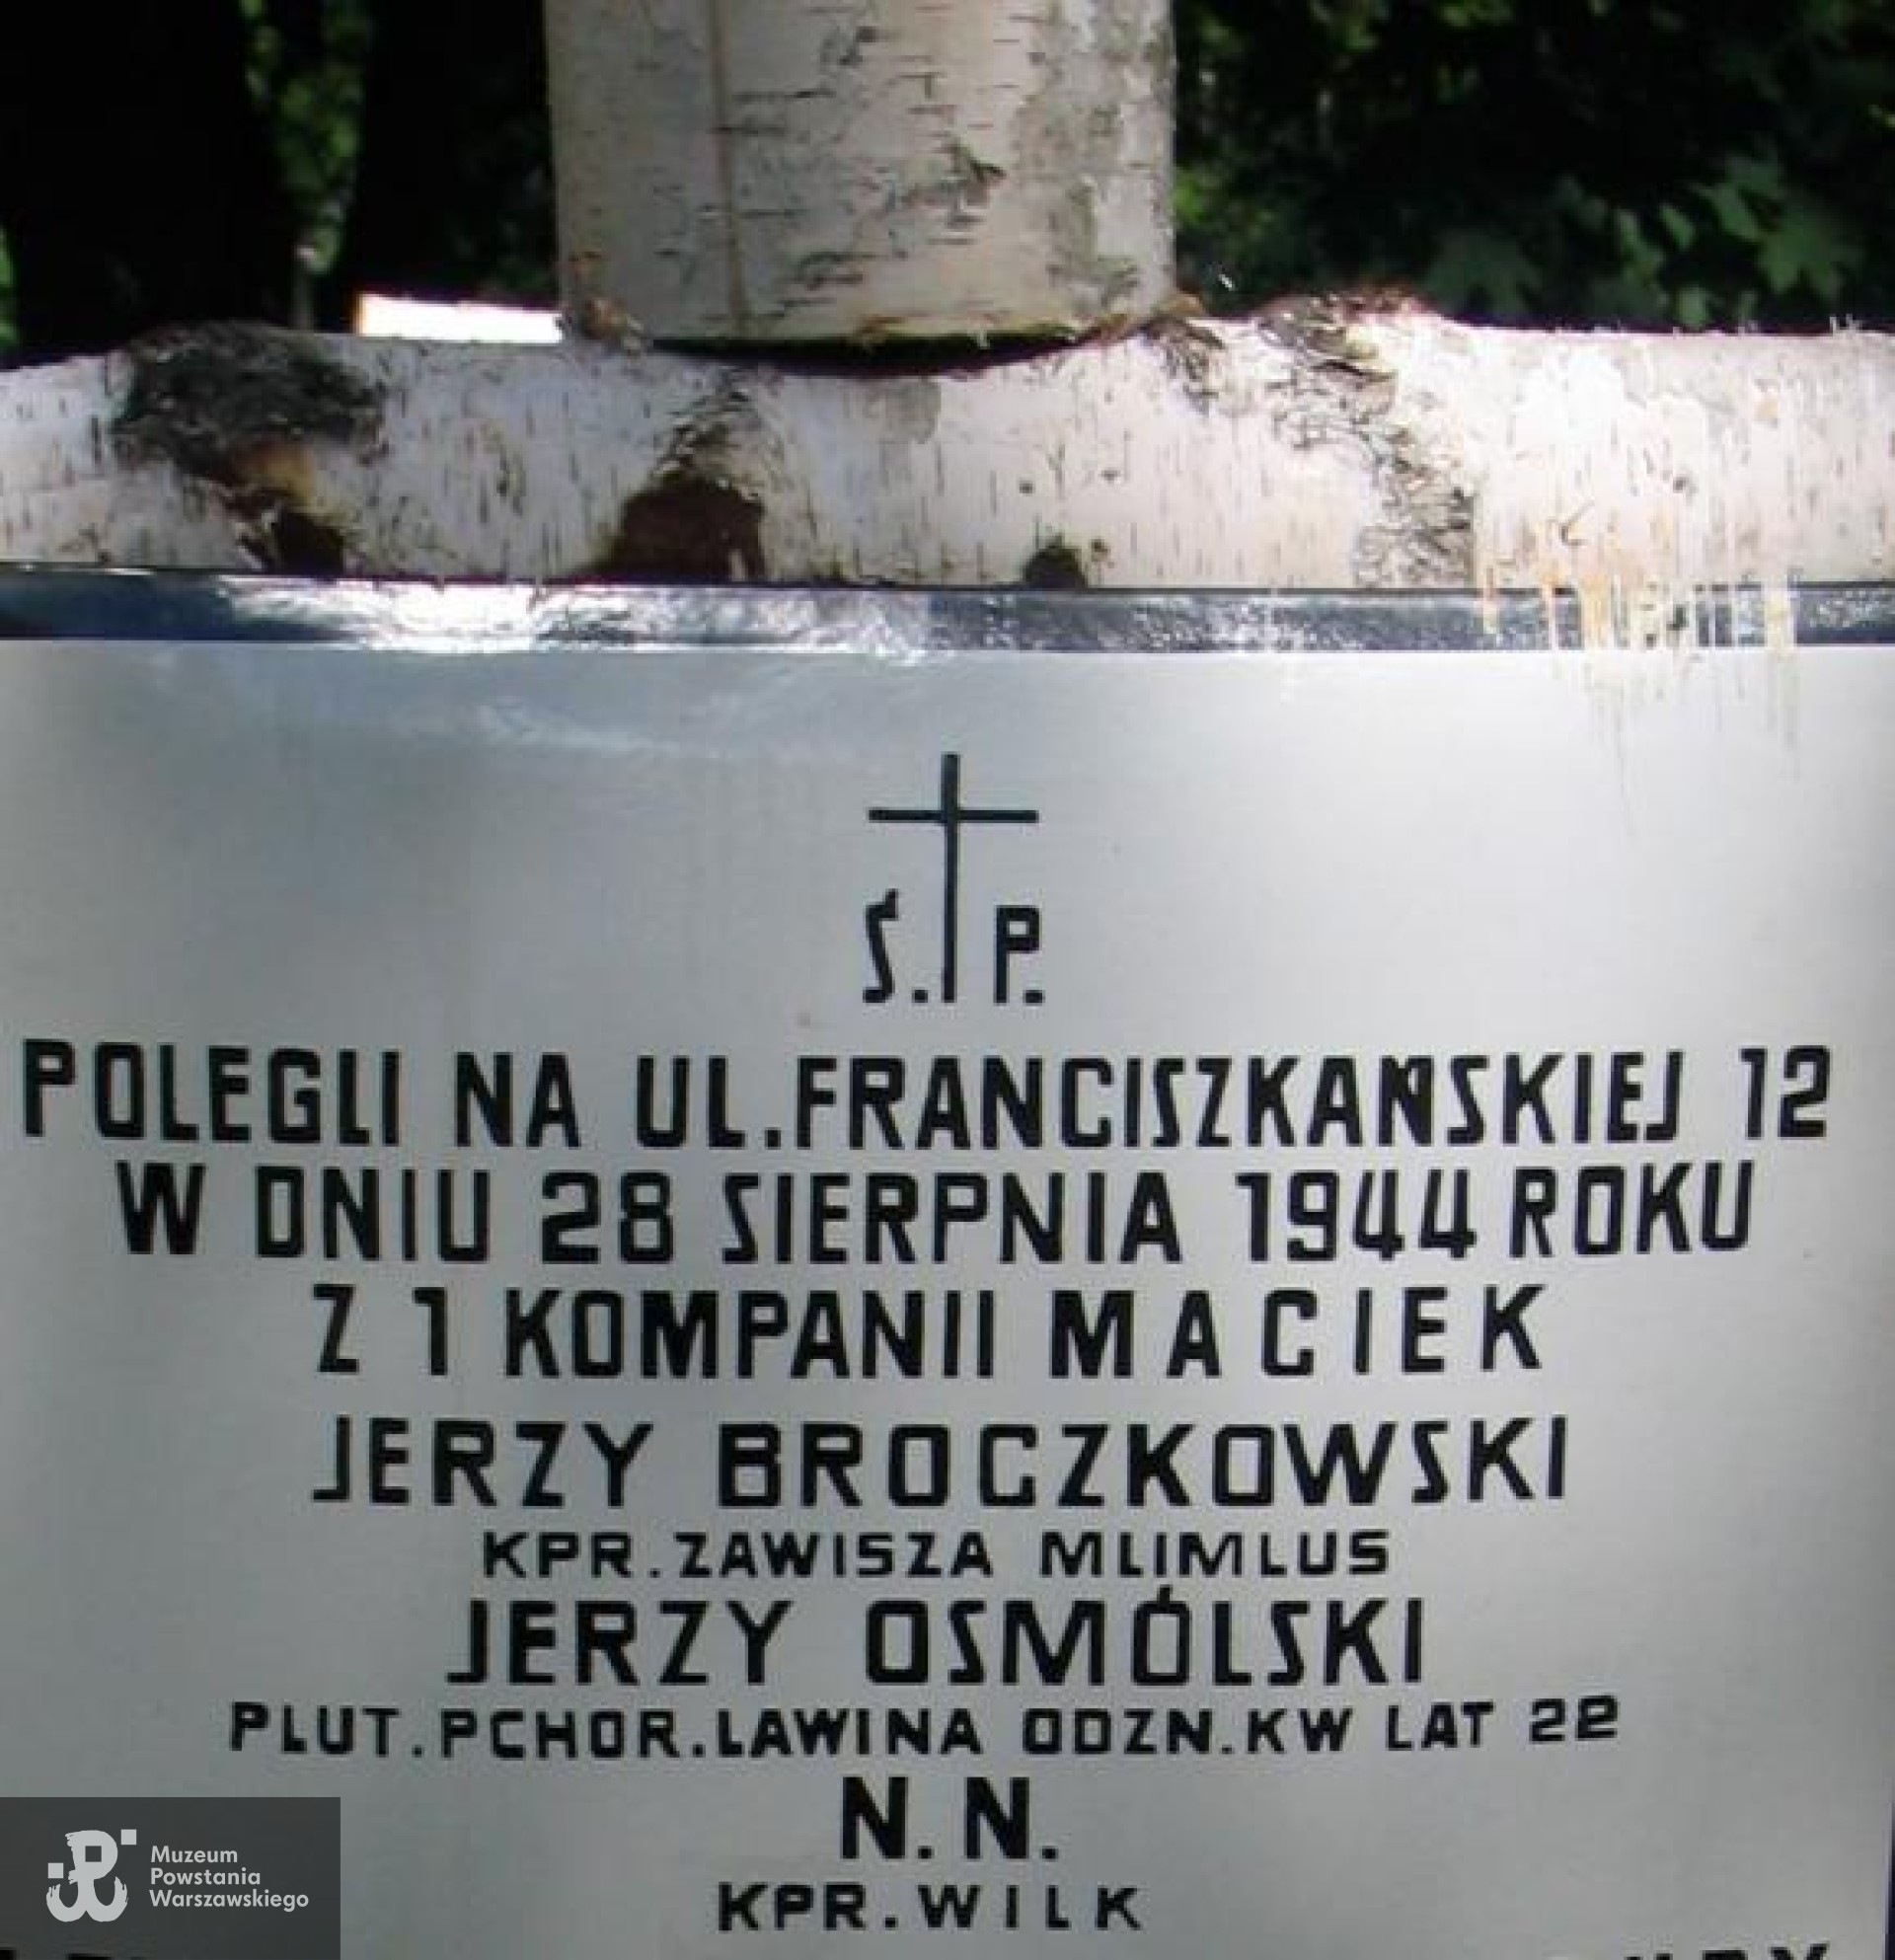 Ś. P.
POLEGLI NA UL.FRANCISZKAŃSKIEJ 12
W DNIU 28 SIERPNIA 1944 ROKU
Z 1 KOMPANII MACIEK
JERZY BROCZKOWSKI
KPR.ZAWISZA MLIMLUS
JERZY OSMÓLSKI
PLUT.PCHOR.LAWINA ODZN.KW LAT 22
N. N.
KPR.WILK
Muzeum
Powstania
Warszawskiego